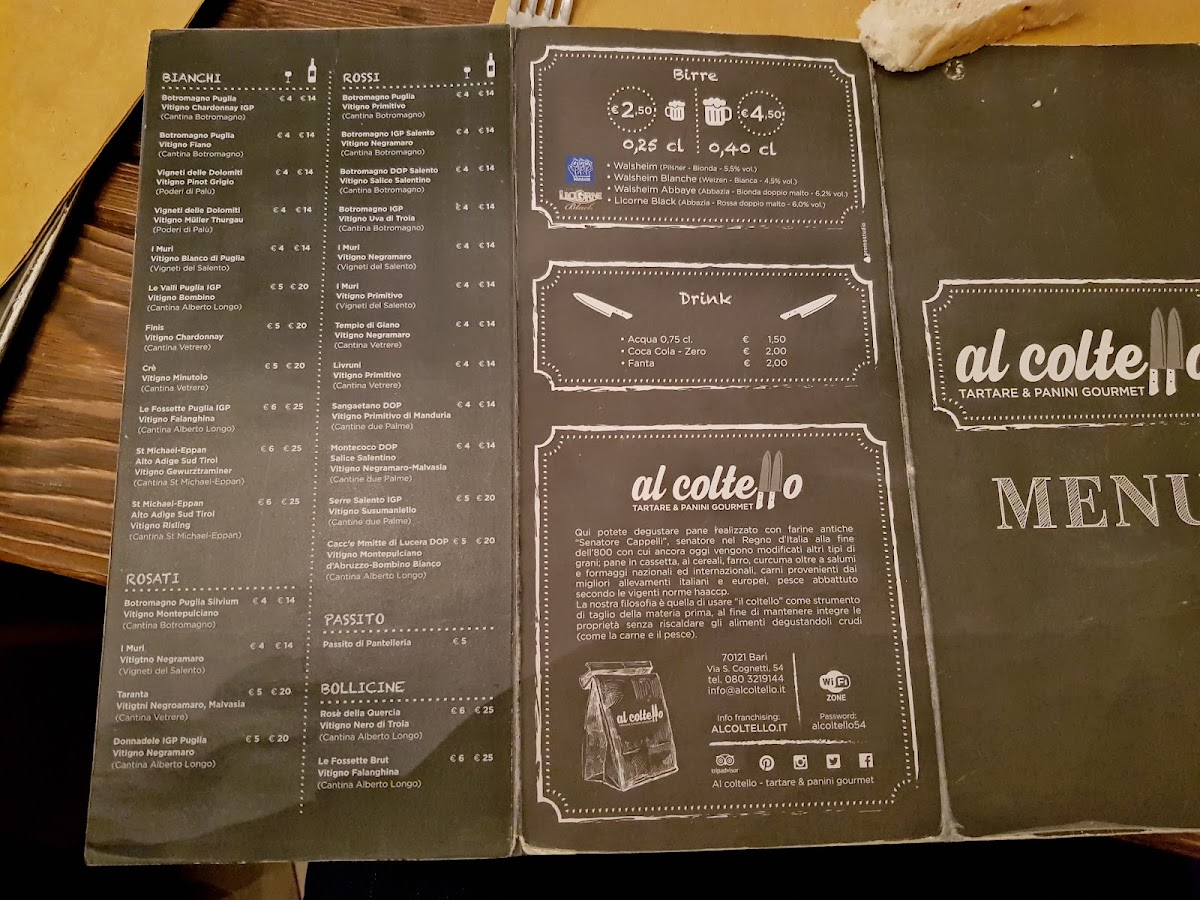 BIANCHI
Botromagno Puglia € 4 € 14
Vitigno Chardonnay IGP
(Cantina Botromagno)
Botromagno Puglia € 4 € 14
Vitigno Fiano
(Cantina Botromagno)
Vigneti delle Dolomiti € 4 € 14
Vitigno Pinot Grigio
(Poderi di Palù)
Vigneti delle Dolomiti € 4 € 14
Vitigno Müller Thurgau
(Poderi di Palù)
I Muri € 4 € 14
Vitigno Bianco di Puglia
(Vigneti del Salento)
Le Valli Puglia IGP € 5 € 20
Vitigno Bombino
(Cantina Alberto Longo)
Finis € 5 € 20
Vitigno Chardonnay
(Cantina Vetrere)
Crè € 5 € 20
Vitigno Minutolo
(Cantina Vetrere)
Le Fossette Puglia IGP € 6 € 25
Vitigno Falanghina
(Cantina Alberto Longo)
St Michael-Eppan € 6 € 25
Alto Adige Sud Tirol
Vitigno Gewurztraminer
(Cantina St Michael-Eppan)
St Michael-Eppan € 6 € 25
Alto Adige Sud Tirol
Vitigno Risling
(Cantina St Michael-Eppan)
ROSATI
Botromagno Puglia Silvium € 4 € 14
Vitigno Montepulciano
(Cantina Botromagno)
I Muri € 4 € 14
Vitigtno Negramaro
(Vigneti del Salento)
Taranta € 5 € 20
Vitigtni Negroamaro, Malvasia
(Cantina Vetrere)
Donnadele IGP Puglia € 5 € 20
Vitigno Negramaro
(Cantina Alberto Longo)
ROSSI
Botromagno Puglia € 4 € 14
Vitigno Primitivo
(Cantina Botromagno)
Botromagno IGP Salento € 4 € 14
Vitigno Negramaro
(Cantina Botromagno)
Botromagno DOP Salento € 4 € 14
Vitigno Salice Salentino
(Cantina Botromagno)
Botromagno IGP € 4 € 14
Vitigno Uva di Troia
(Cantina Botromagno)
I Muri € 4 € 14
Vitigno Negramaro
(Vigneti del Salento)
I Muri € 4 € 14
Vitigno Primitivo
(Vigneti del Salento)
Tempio di Giano € 4 € 14
Vitigno Negramaro
(Cantina Vetrere)
Livruni € 4 € 14
Vitigno Primitivo
(Cantina Vetrere)
Sangaetano DOP € 4 € 14
Vitigno Primitivo di Manduria
(Cantine due Palme)
Montecoco DOP € 4 € 14
Salice Salentino
Vitigno Negramaro-Malvasia
(Cantine due Palme)
Serre Salento IGP € 5 € 20
Vitigno Susumaniello
(Cantine due Palme)
Cacc'e Mmitte di Lucera DOP € 5 € 20
Vitigno Montepulciano
d'Abruzzo-Bombino Bianco
(Cantina Alberto Longo)
PASSITO
Passito di Pantelleria € 5
BOLLICINE
Rosè della Quercia € 6 € 25
Vitigno Nero di Troia
(Cantina Alberto Longo)
Le Fossette Brut € 6 € 25
Vitigno Falanghina
(Cantina Alberto Longo)
Birre
€ 2,50 € 4,50
0,25 cl 0,40 cl
• Walsheim (Pilsner - Bionda - 5,5% vol.)
• Walsheim Blanche (Weizen - Bianca - 4,5% vol.)
• Walsheim Abbaye (Abbazia - Bionda doppio malto - 6,2% vol.)
• Licorne Black (Abbazia - Rossa doppio malto - 6,0% vol.)
LICORNE
Black
Drink
• Acqua 0,75 cl. € 1,50
• Coca Cola - Zero € 2,00
• Fanta € 2,00
al coltello
TARTARE & PANINI GOURMET
Qui potete degustare pane realizzato con farine antiche
"Senatore Cappelli", senatore nel Regno d'Italia alla fine
dell'800 con cui ancora oggi vengono modificati altri tipi di
grani; pane in cassetta, ai cereali, farro, curcuma oltre a salumi
e formaggi nazionali ed internazionali, carni provenienti dai
migliori allevamenti italiani e europei, pesce abbattuto
secondo le vigenti norme haaccp.
La nostra filosofia è quella di usare "il coltello" come strumento
di taglio della materia prima, al fine di mantenere integre le
proprietà senza riscaldare gli alimenti degustandoli crudi
(come la carne e il pesce).
al coltello
70121 Bari
Via S. Cognetti, 54
tel. 080 3219144
info@alcoltello.it
Info franchising:
ALCOLTELLO.IT
WiFi
ZONE
Password:
alcoltello54
tripadvisor
Al coltello - tartare & panini gourmet
al coltello
TARTARE & PANINI GOURMET
MENU